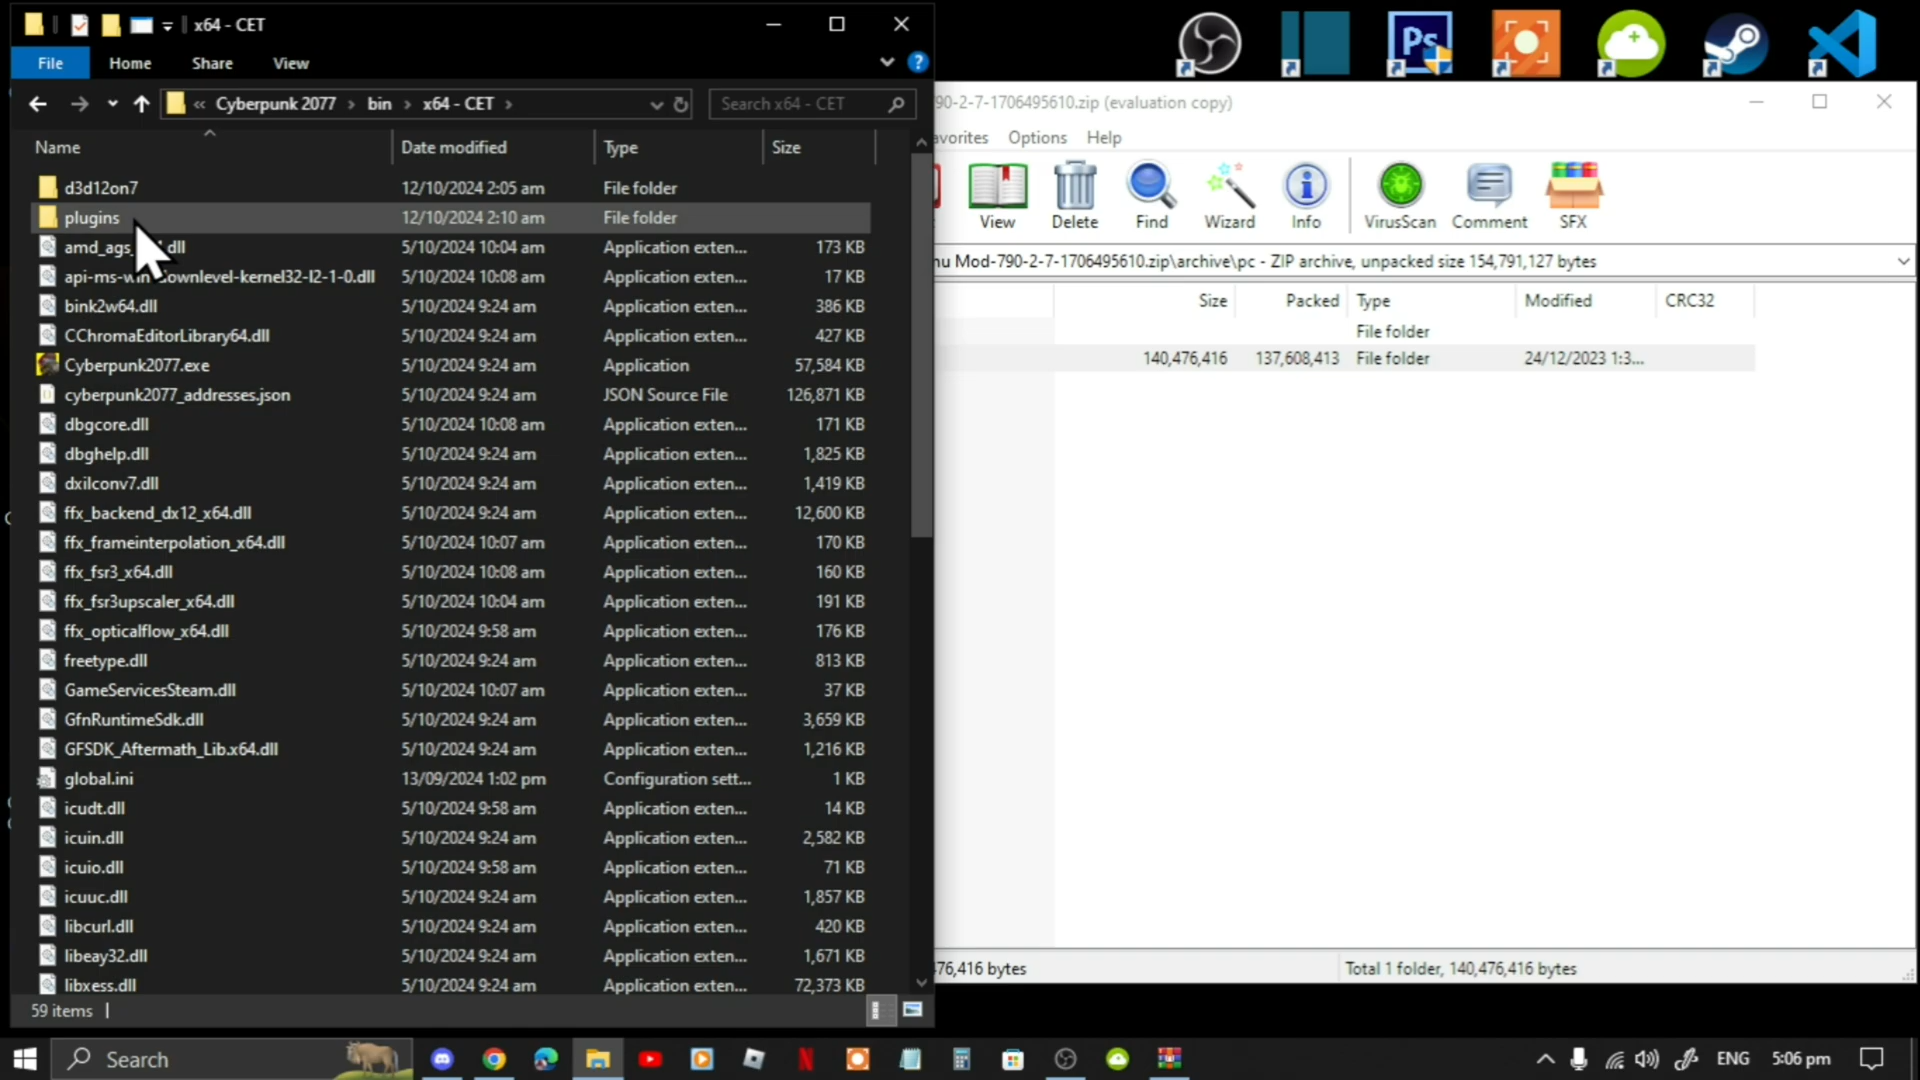 x64 - CET
File Home Share View
« Cyberpunk 2077 › bin › x64 - CET ›
Search x64 - CET
Name Date modified Type Size
d3d12on7 12/10/2024 2:05 am File folder
plugins 12/10/2024 2:10 am File folder
amd_ags .dll 5/10/2024 10:04 am Application exten... 173 KB
api-ms-win- ownlevel-kernel32-l2-1-0.dll 5/10/2024 10:08 am Application exten... 17 KB
bink2w64.dll 5/10/2024 9:24 am Application exten... 386 KB
CChromaEditorLibrary64.dll 5/10/2024 9:24 am Application exten... 427 KB
Cyberpunk2077.exe 5/10/2024 9:24 am Application 57,584 KB
cyberpunk2077_addresses.json 5/10/2024 9:24 am JSON Source File 126,871 KB
dbgcore.dll 5/10/2024 10:08 am Application exten... 171 KB
dbghelp.dll 5/10/2024 9:24 am Application exten... 1,825 KB
dxilconv7.dll 5/10/2024 9:24 am Application exten... 1,419 KB
ffx_backend_dx12_x64.dll 5/10/2024 9:24 am Application exten... 12,600 KB
ffx_frameinterpolation_x64.dll 5/10/2024 10:07 am Application exten... 170 KB
ffx_fsr3_x64.dll 5/10/2024 10:08 am Application exten... 160 KB
ffx_fsr3upscaler_x64.dll 5/10/2024 10:04 am Application exten... 191 KB
ffx_opticalflow_x64.dll 5/10/2024 9:58 am Application exten... 176 KB
freetype.dll 5/10/2024 9:24 am Application exten... 813 KB
GameServicesSteam.dll 5/10/2024 10:07 am Application exten... 37 KB
GfnRuntimeSdk.dll 5/10/2024 9:24 am Application exten... 3,659 KB
GFSDK_Aftermath_Lib.x64.dll 5/10/2024 9:24 am Application exten... 1,216 KB
global.ini 13/09/2024 1:02 pm Configuration sett... 1 KB
icudt.dll 5/10/2024 9:58 am Application exten... 14 KB
icuin.dll 5/10/2024 9:24 am Application exten... 2,582 KB
icuio.dll 5/10/2024 9:58 am Application exten... 71 KB
icuuc.dll 5/10/2024 9:24 am Application exten... 1,857 KB
libcurl.dll 5/10/2024 9:24 am Application exten... 420 KB
libeay32.dll 5/10/2024 9:24 am Application exten... 1,671 KB
libxess.dll 5/10/2024 9:24 am Application exten... 72,373 KB
59 items
Ps
90-2-7-1706495610.zip (evaluation copy)
avorites Options Help
View Delete Find Wizard Info VirusScan Comment SFX
nu Mod-790-2-7-1706495610.zip\archive\pc - ZIP archive, unpacked size 154,791,127 bytes
Size Packed Type Modified CRC32
File folder
140,476,416 137,608,413 File folder 24/12/2023 1:3...
76,416 bytes
Total 1 folder, 140,476,416 bytes
Search
ENG 5:06 pm